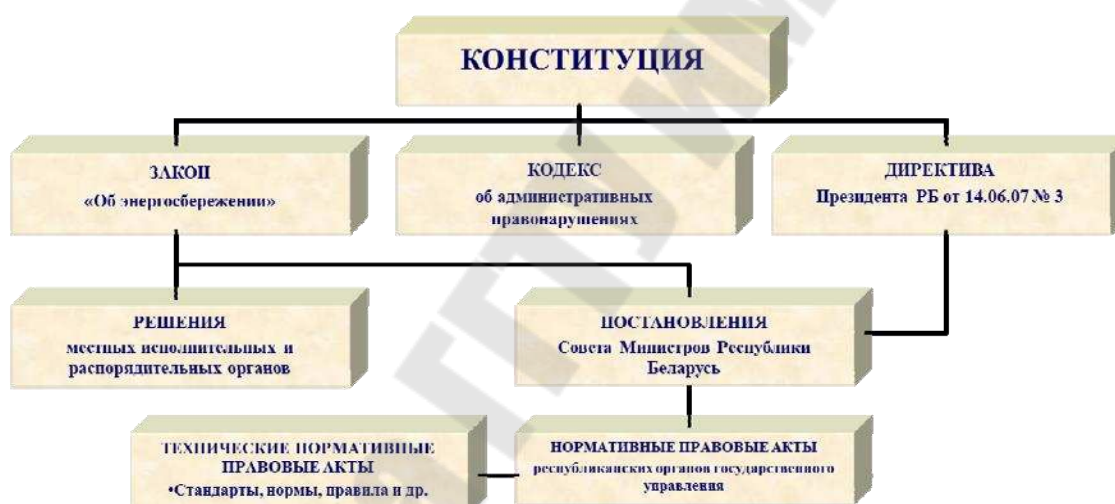 КОНСТИТУЦИЯ
ЗАКОН
«Об энергосбережении»
КОДЕКС
об административных
правонарушениях
ДИРЕКТИВА
Президента РБ от 14.06.07 № 3
РЕШЕНИЯ
местных исполнительных и
распорядительных органов
ПОСТАНОВЛЕНИЯ
Совета Министров Республики
Беларусь
ТЕХНИЧЕСКИЕ НОРМАТИВНЫЕ
ПРАВОВЫЕ АКТЫ
•Стандарты, нормы, правила и др.
НОРМАТИВНЫЕ ПРАВОВЫЕ АКТЫ
республиканских органов государственного
управления